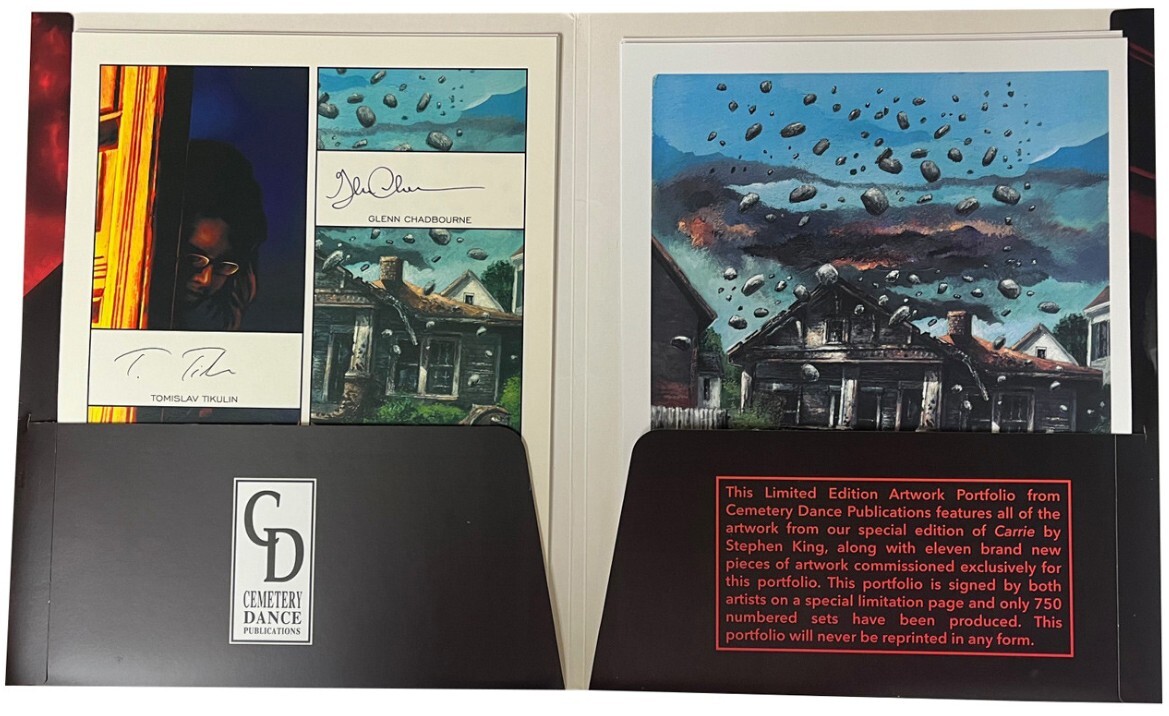 Glenn Chadbourne
GLENN CHADBOURNE
T. Tikulin
TOMISLAV TIKULIN
CD
CEMETERY
DANCE
PUBLICATIONS
This Limited Edition Artwork Portfolio from
Cemetery Dance Publications features all of the
artwork from our special edition of Carrie by
Stephen King, along with eleven brand new
pieces of artwork commissioned exclusively for
this portfolio. This portfolio is signed by both
artists on a special limitation page and only 750
numbered sets have been produced. This
portfolio will never be reprinted in any form.